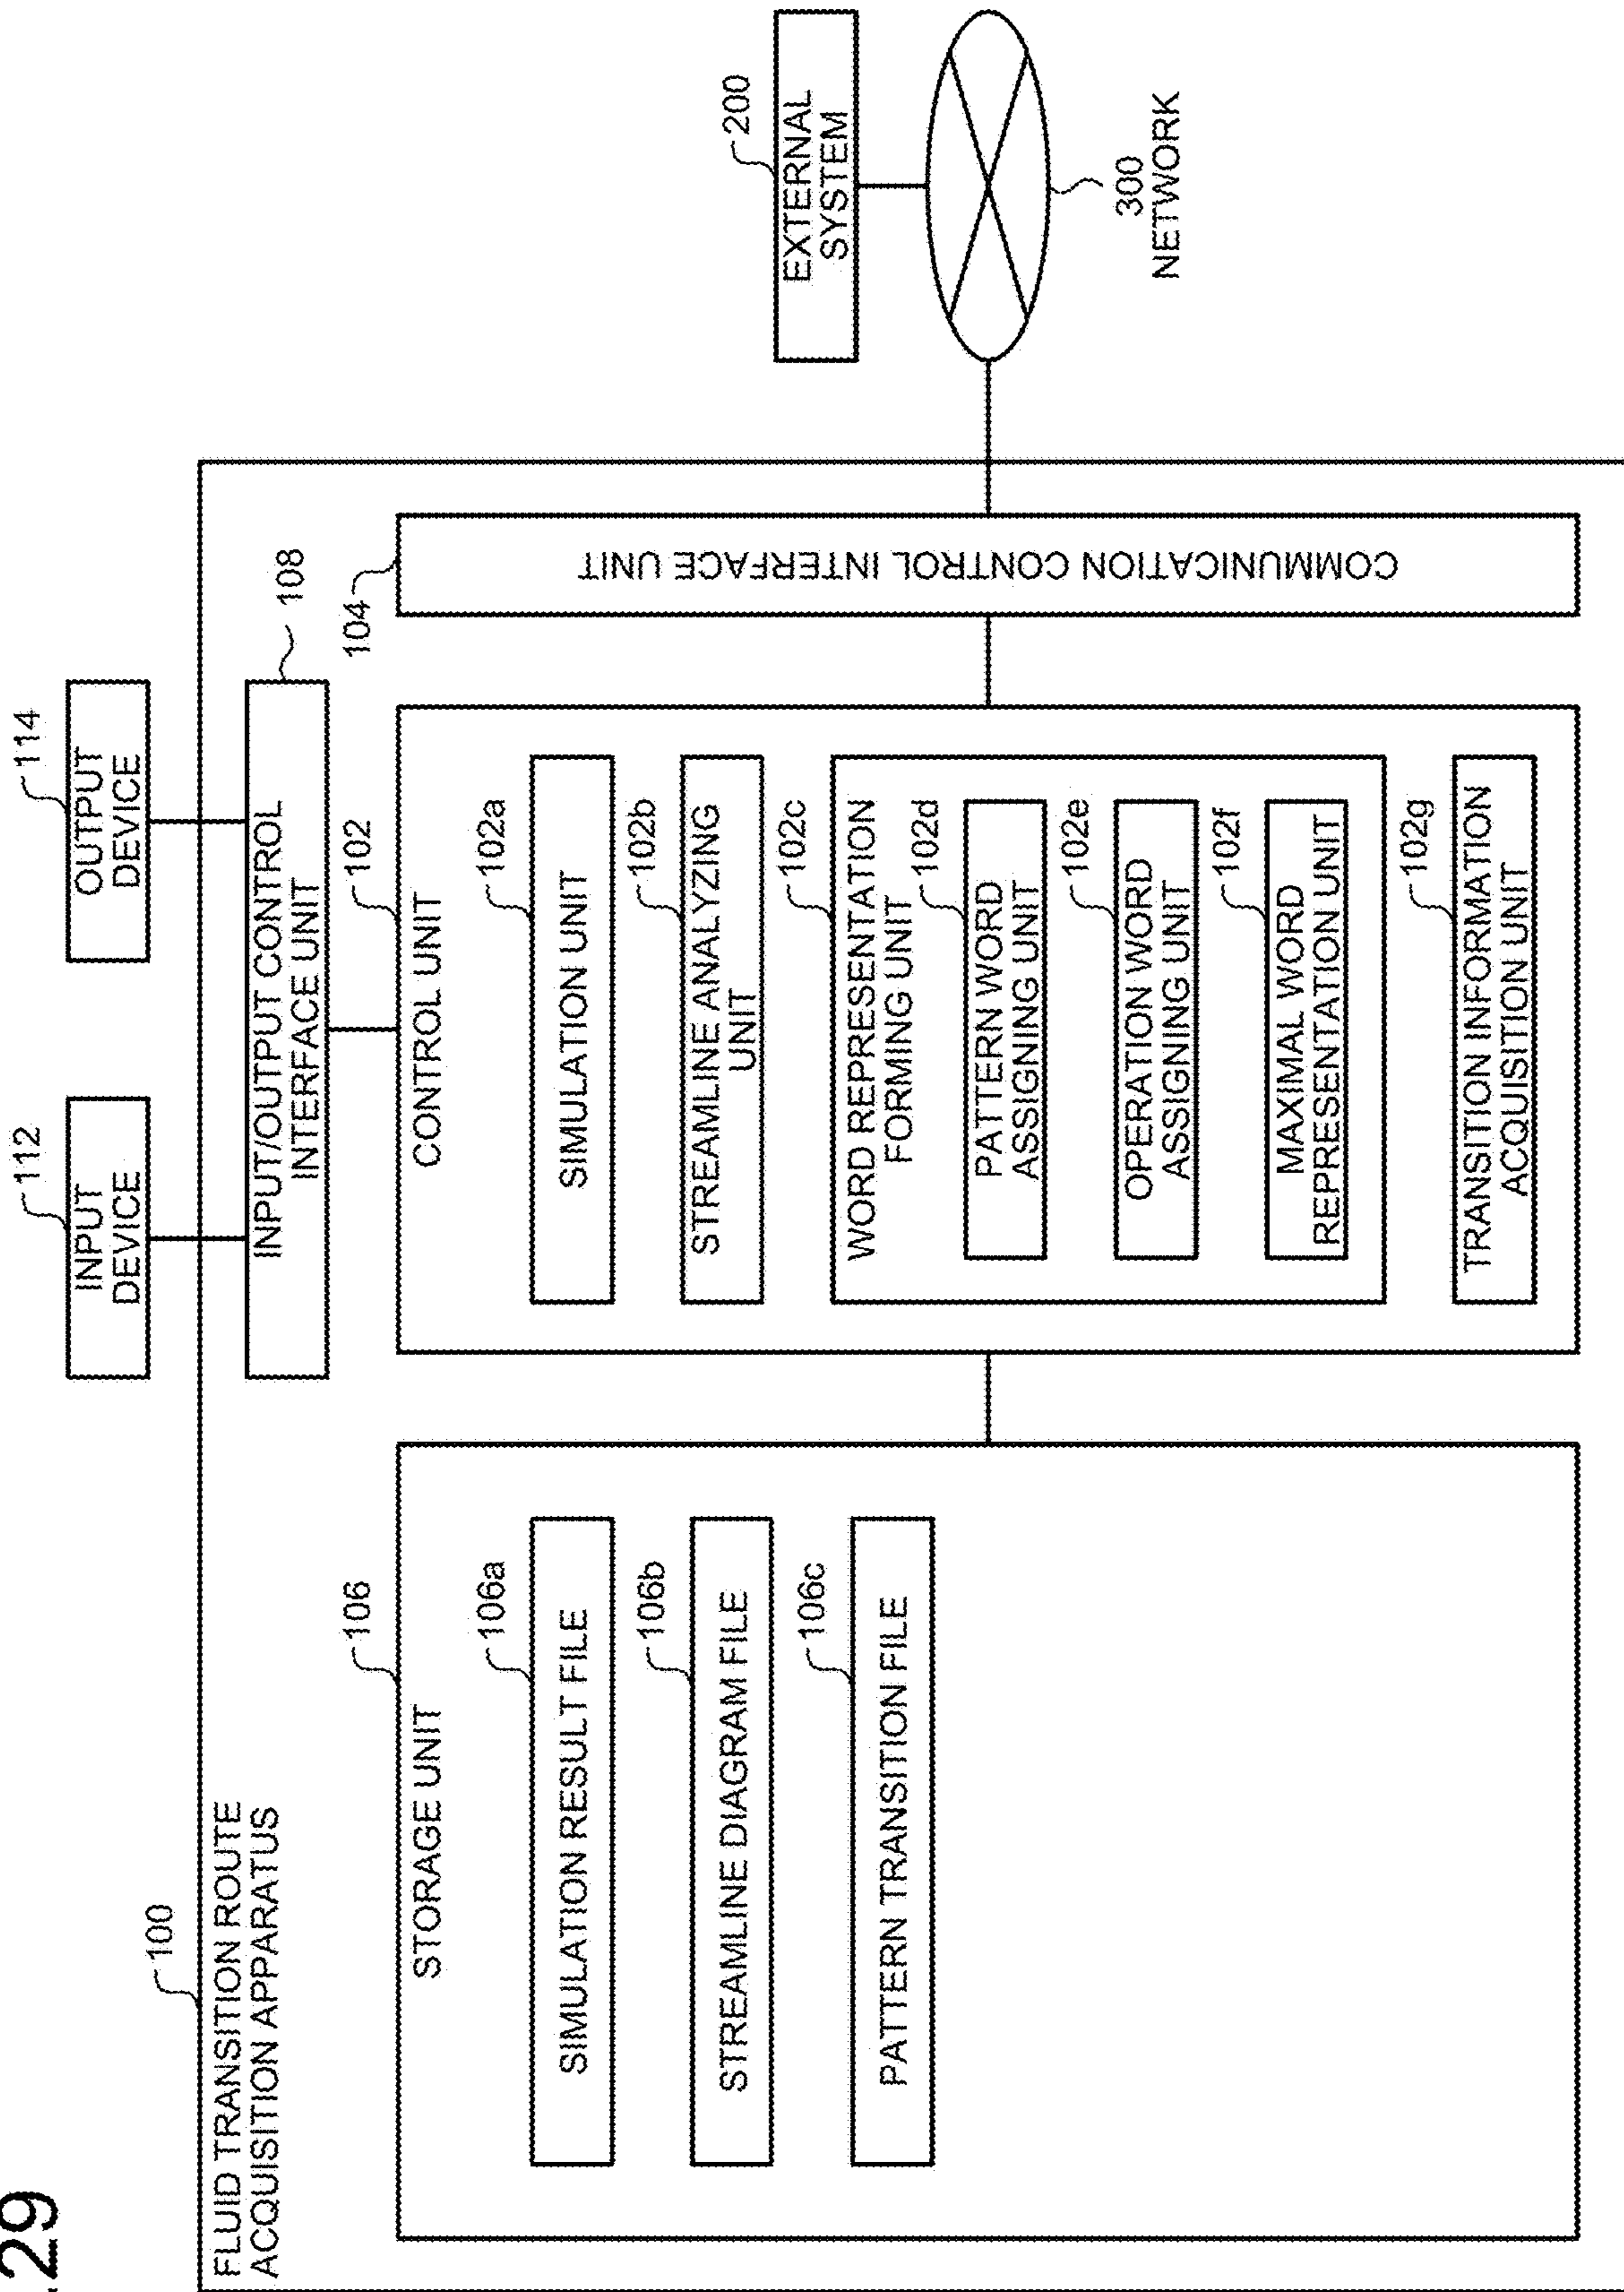 .29
100
FLUID TRANSITION ROUTE
ACQUISITION APPARATUS
112
INPUT
DEVICE
114
OUTPUT
DEVICE
INPUT/OUTPUT CONTROL
INTERFACE UNIT
108
106
STORAGE UNIT
106a
SIMULATION RESULT FILE
106b
STREAMLINE DIAGRAM FILE
106c
PATTERN TRANSITION FILE
102
CONTROL UNIT
102a
SIMULATION UNIT
102b
STREAMLINE ANALYZING
UNIT
102c
WORD REPRESENTATION
FORMING UNIT
102d
PATTERN WORD
ASSIGNING UNIT
102e
OPERATION WORD
ASSIGNING UNIT
102f
MAXIMAL WORD
REPRESENTATION UNIT
102g
TRANSITION INFORMATION
ACQUISITION UNIT
104
COMMUNICATION CONTROL INTERFACE UNIT
200
EXTERNAL
SYSTEM
300
NETWORK